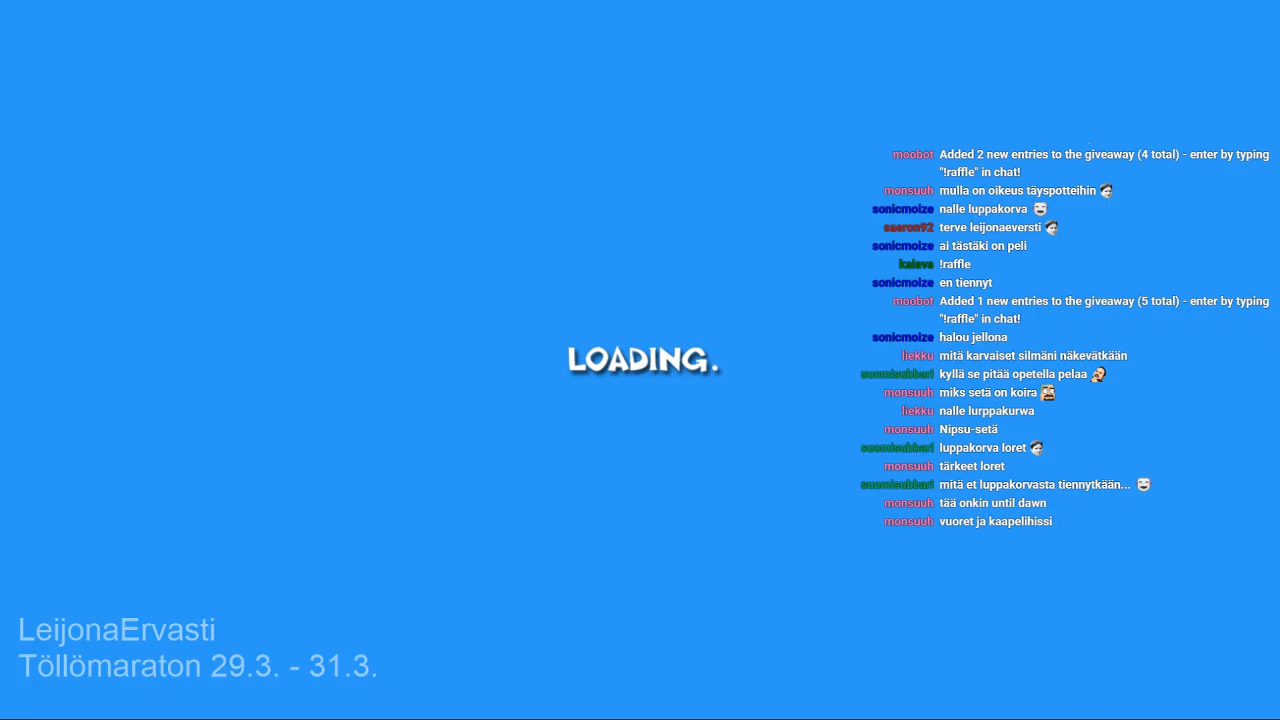 moobot Added 2 new entries to the giveaway (4 total) - enter by typing
"!raffle" in chat!
monsuuh mulla on oikeus täyspotteihin
sonicmoize nalle luppakorva
saeron92 terve leijonaeversti
sonicmoize ai tästäki on peli
kalava !raffle
sonicmoize en tiennyt
moobot Added 1 new entries to the giveaway (5 total) - enter by typing
"!raffle" in chat!
sonicmoize halou jellona
liekku mitä karvaiset silmäni näkevätkään
suomisubbari kyllä se pitää opetella pelaa
monsuuh miks setä on koira
liekku nalle lurppakurwa
monsuuh Nipsu-setä
suomisubbari luppakorva loret
monsuuh tärkeet loret
suomisubbari mitä et luppakorvasta tiennytkään...
monsuuh tää onkin until dawn
monsuuh vuoret ja kaapelihissi
LOADING.
LeijonaErvasti
Töllömaraton 29.3. - 31.3.